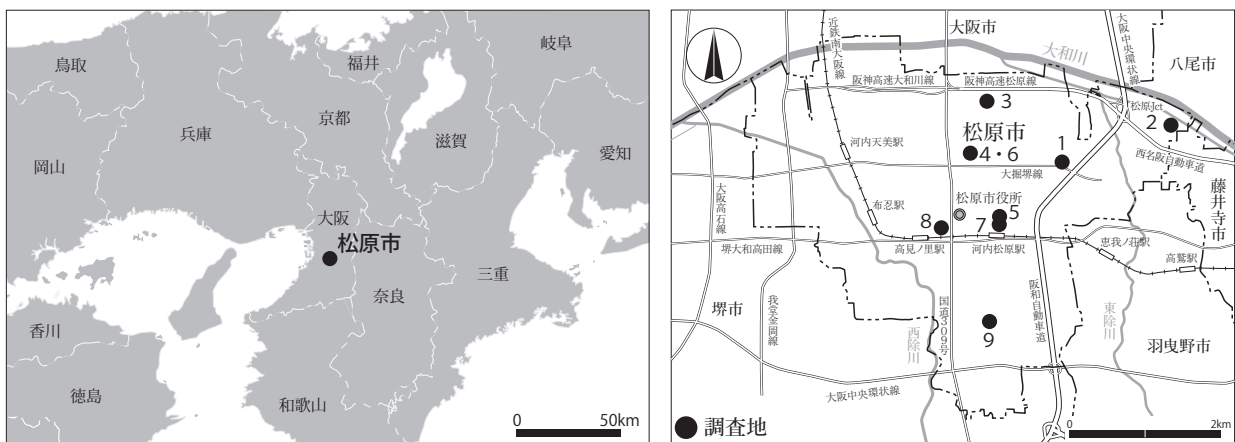 鳥取
福井
岐阜
兵庫
京都
滋賀
岡山
愛知
大阪
松原市
三重
奈良
香川
徳島
和歌山
0
50km
近鉄南大阪線
大阪市
大和川
大阪中央環状線
八尾市
阪神高速大和川線
阪神高速松原線
3
松原Jct
2
松原市
河内天美駅
4・6
1
西名阪自動車道
大堀堺線
大阪高石線
藤井寺市
布忍駅
松原市役所
5
8
7
堺大和高田線
高見ノ里駅
河内松原駅
恵我ノ荘駅
高鷲駅
堺市
我堂金岡線
国道309号
阪和自動車道
東除川
西除川
9
羽曳野市
大阪中央環状線
調査地
0
2km